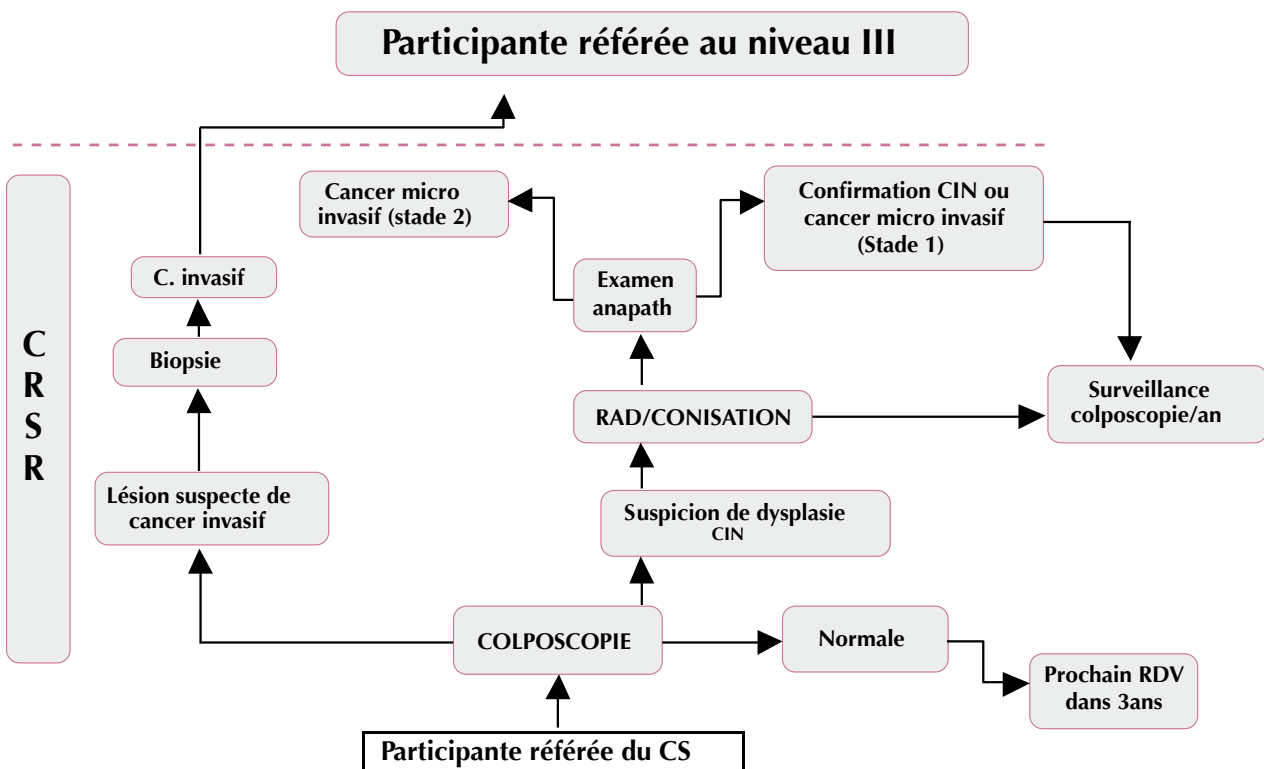 Participante référée au niveau III
Cancer micro
invasif (stade 2)
Confirmation CIN ou
cancer micro invasif
(Stade 1)
C. invasif
Examen
anapath
C
R
S
R
Biopsie
RAD/CONISATION
Surveillance
colposcopie/an
Lésion suspecte de
cancer invasif
Suspicion de dysplasie
CIN
COLPOSCOPIE
Normale
Prochain RDV
dans 3ans
Participante référée du CS